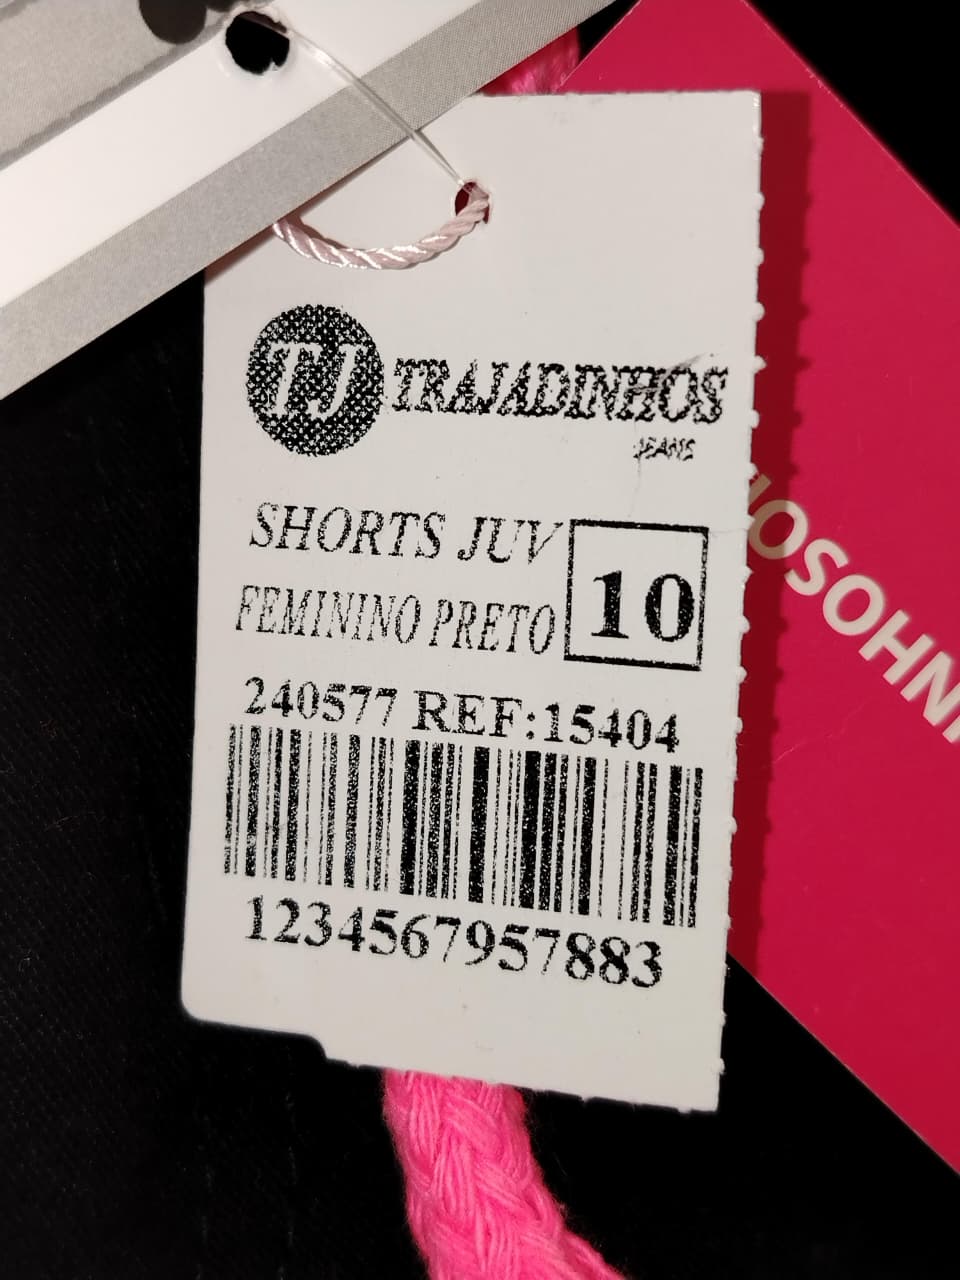 TJ TRAJADINHOS
JEANS
SHORTS JUV
FEMININO PRETO
10
240577 REF:15404
1234567957883